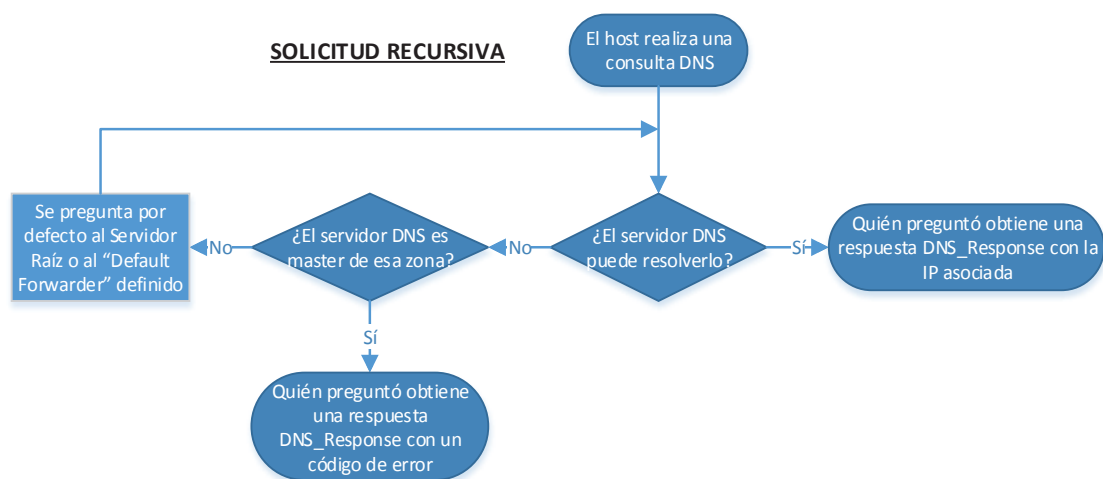 SOLICITUD RECURSIVA
El host realiza una
consulta DNS
Se pregunta por
defecto al Servidor
Raíz o al “Default
Forwarder” definido
No
¿El servidor DNS es
master de esa zona?
No
¿El servidor DNS
puede resolverlo?
Sí
Quién preguntó obtiene una
respuesta DNS_Response con la
IP asociada
Sí
Quién preguntó obtiene
una respuesta
DNS_Response con un
código de error